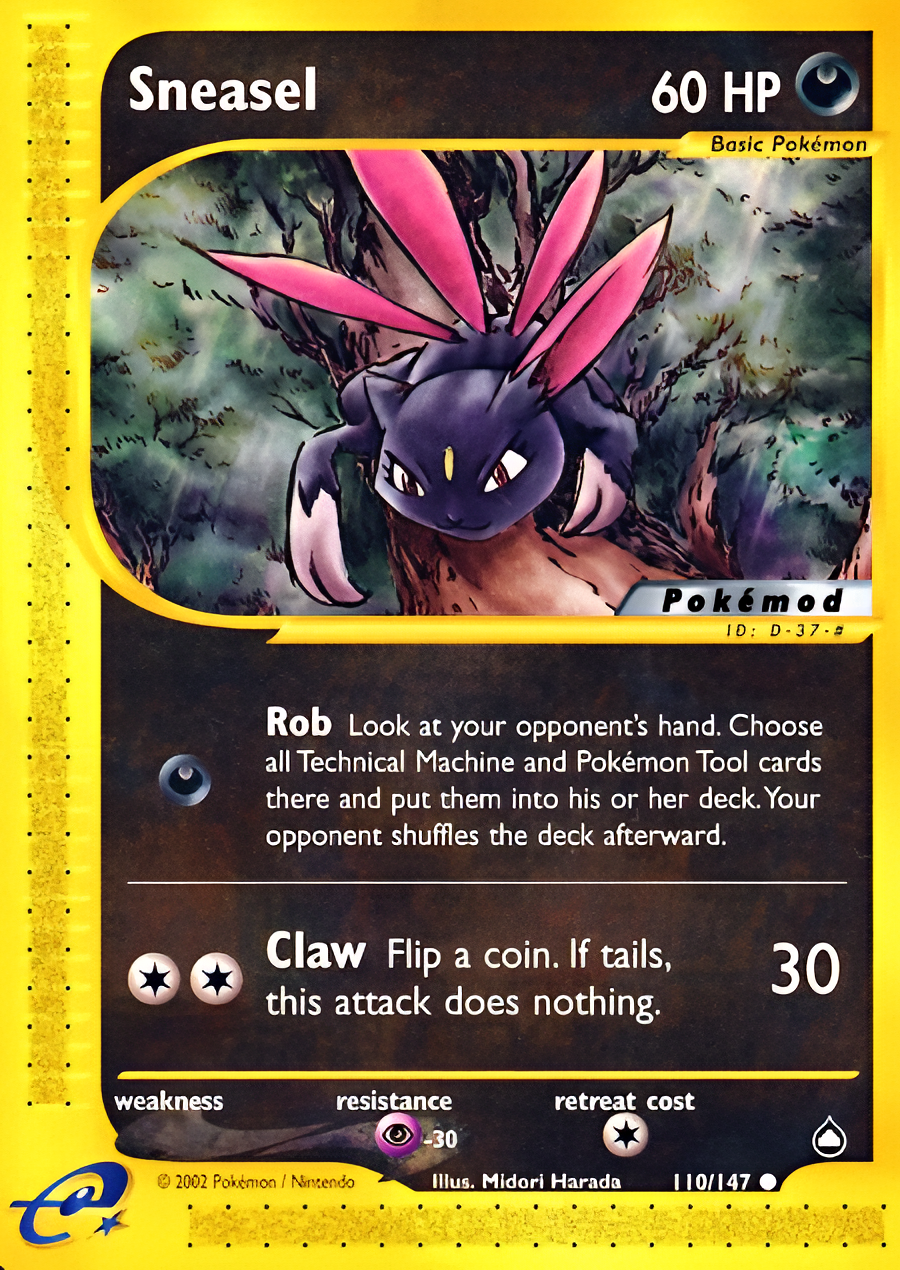 Sneasel
60 HP
Basic Pokémon
Pokémod
ID: D-37-#
Rob Look at your opponent's hand. Choose
all Technical Machine and Pokémon Tool cards
there and put them into his or her deck. Your
opponent shuffles the deck afterward.
Claw Flip a coin. If tails,
this attack does nothing.
30
weakness
resistance
retreat cost
-30
© 2002 Pokémon / Nintendo
Illus. Midori Harada
110/147
e